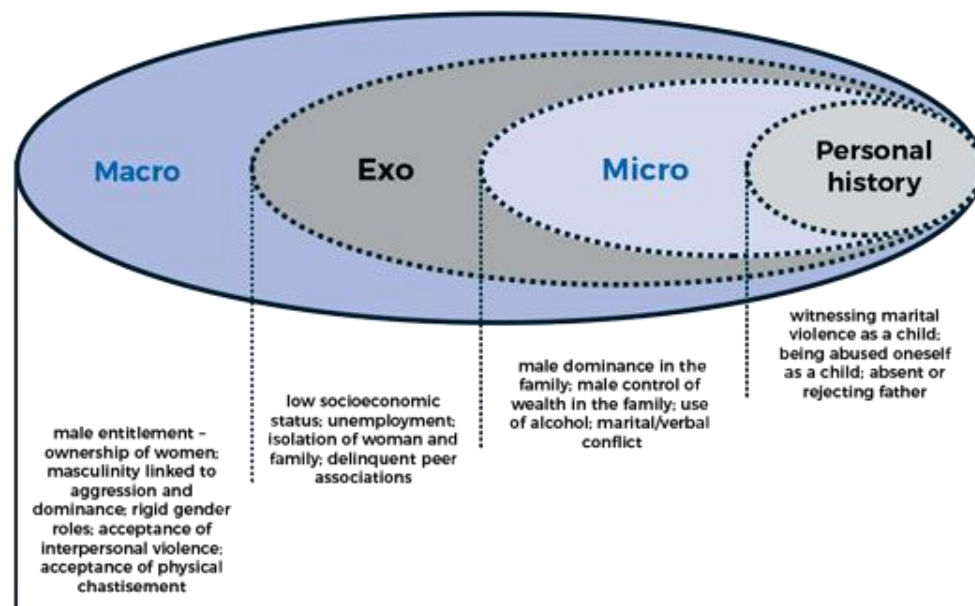 Macro
Exo
Micro
Personal
history
male entitlement –
ownership of women;
masculinity linked to
aggression and
dominance; rigid gender
roles; acceptance of
interpersonal violence;
acceptance of physical
chastisement
low socioeconomic
status; unemployment;
isolation of woman and
family; delinquent peer
associations
male dominance in the
family; male control of
wealth in the family; use
of alcohol; marital/verbal
conflict
witnessing marital
violence as a child;
being abused oneself
as a child; absent or
rejecting father